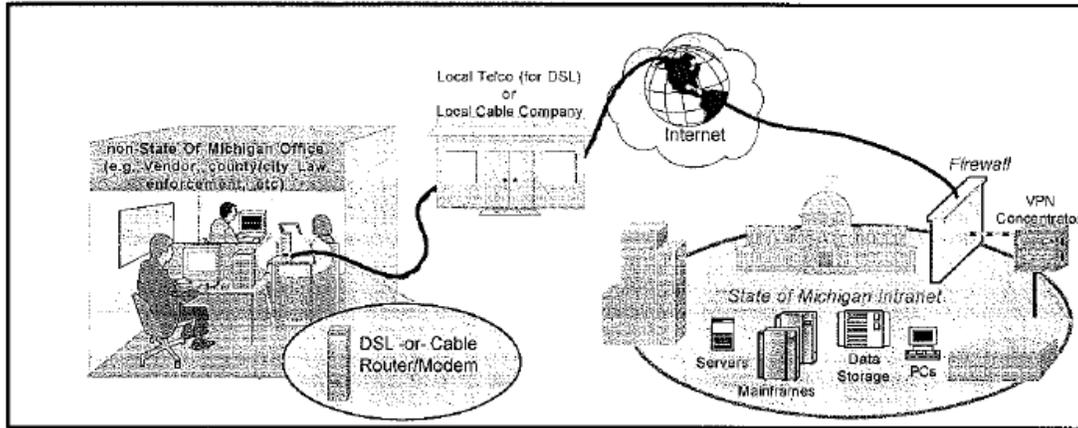 non-State Of Michigan Office
(e.g., Vendor, county/city Law
enforcement, etc)
Local Telco (for DSL)
or
Local Cable Company
Internet
Firewall
VPN
Concentrator
DSL -or- Cable
Router/Modem
State of Michigan Intranet
Servers
Mainframes
Data
Storage
PCs